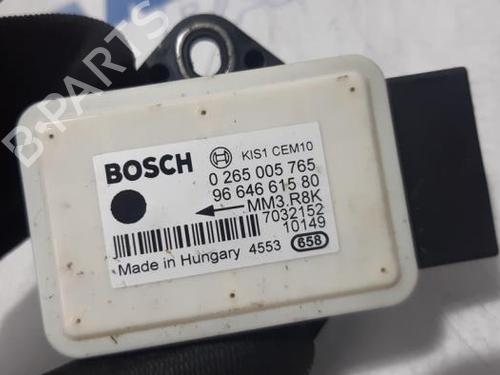 B-PARTS
BOSCH KIS1 CEM10
0 265 005 765
96 646 615 80
MM3.R8K
7032152
10149
Made in Hungary 4553 658